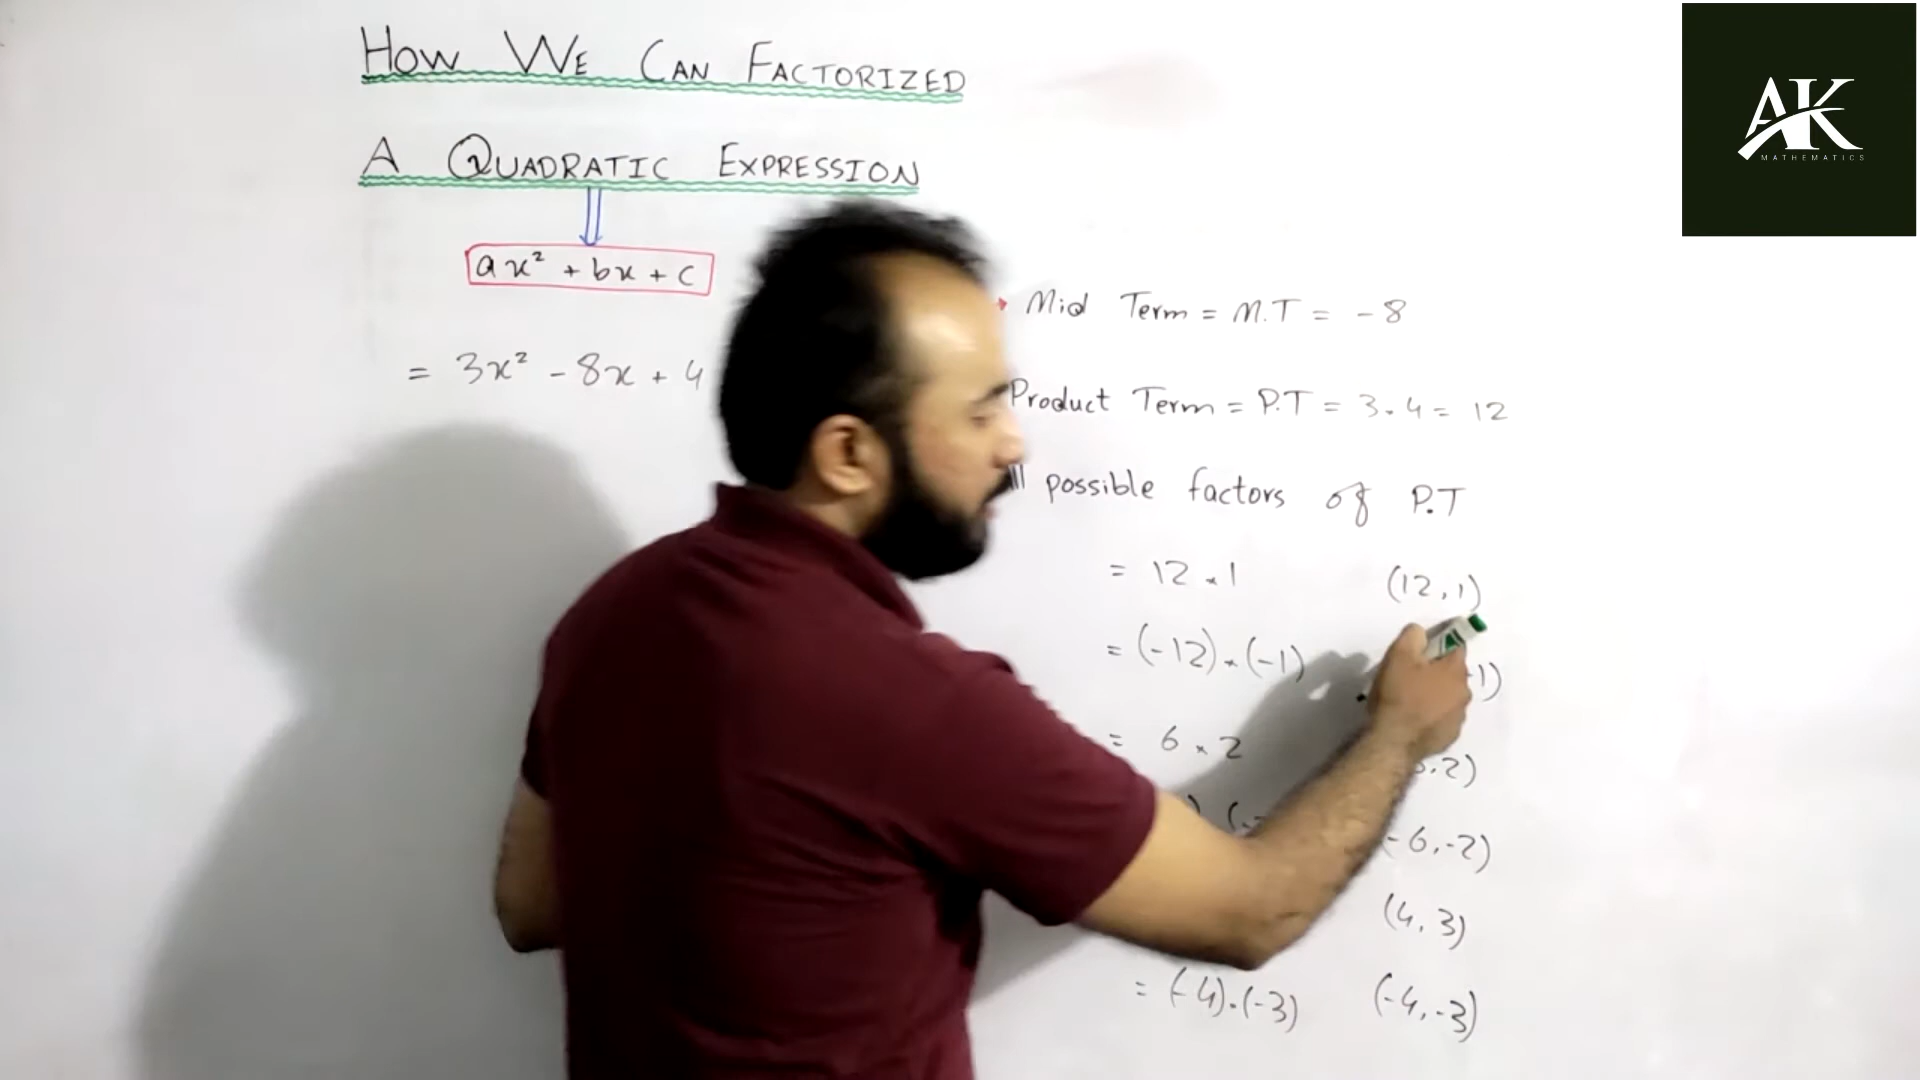 How We Can Factorized
A Quadratic Expression
ax² + bx + c
= 3x² - 8x + 4
Mid Term = M.T = -8
Product Term = P.T = 3.4 = 12
possible factors of P.T
= 12 × 1 (12,1)
= (-12) × (-1)
= 6 × 2 ,2)
-6,-2)
(4,3)
= (-4).(-3) (-4,-3)
AK
MATHEMATICS